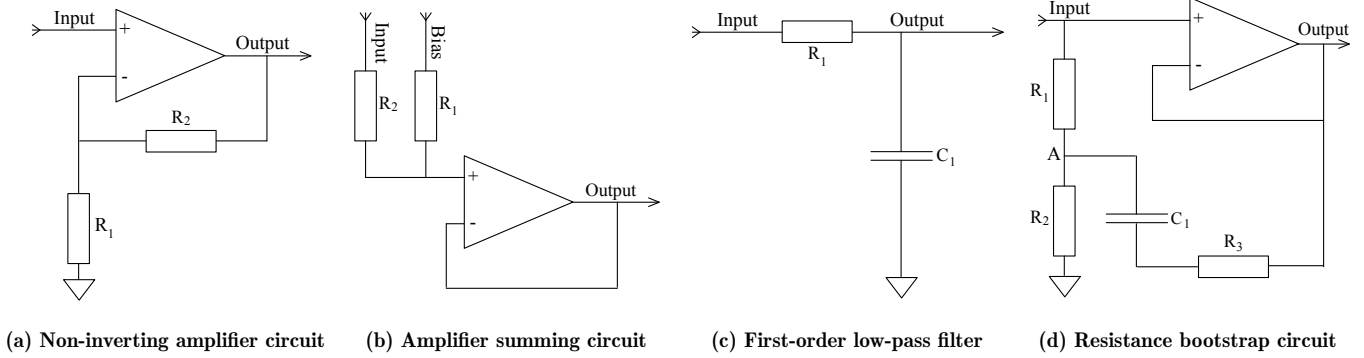 Input
+
Output
-
R2
R1
(a) Non-inverting amplifier circuit
Input
Bias
R2
R1
+
Output
-
(b) Amplifier summing circuit
Input
Output
R1
C1
(c) First-order low-pass filter
Input
+
Output
-
R1
A
R2
C1
R3
(d) Resistance bootstrap circuit